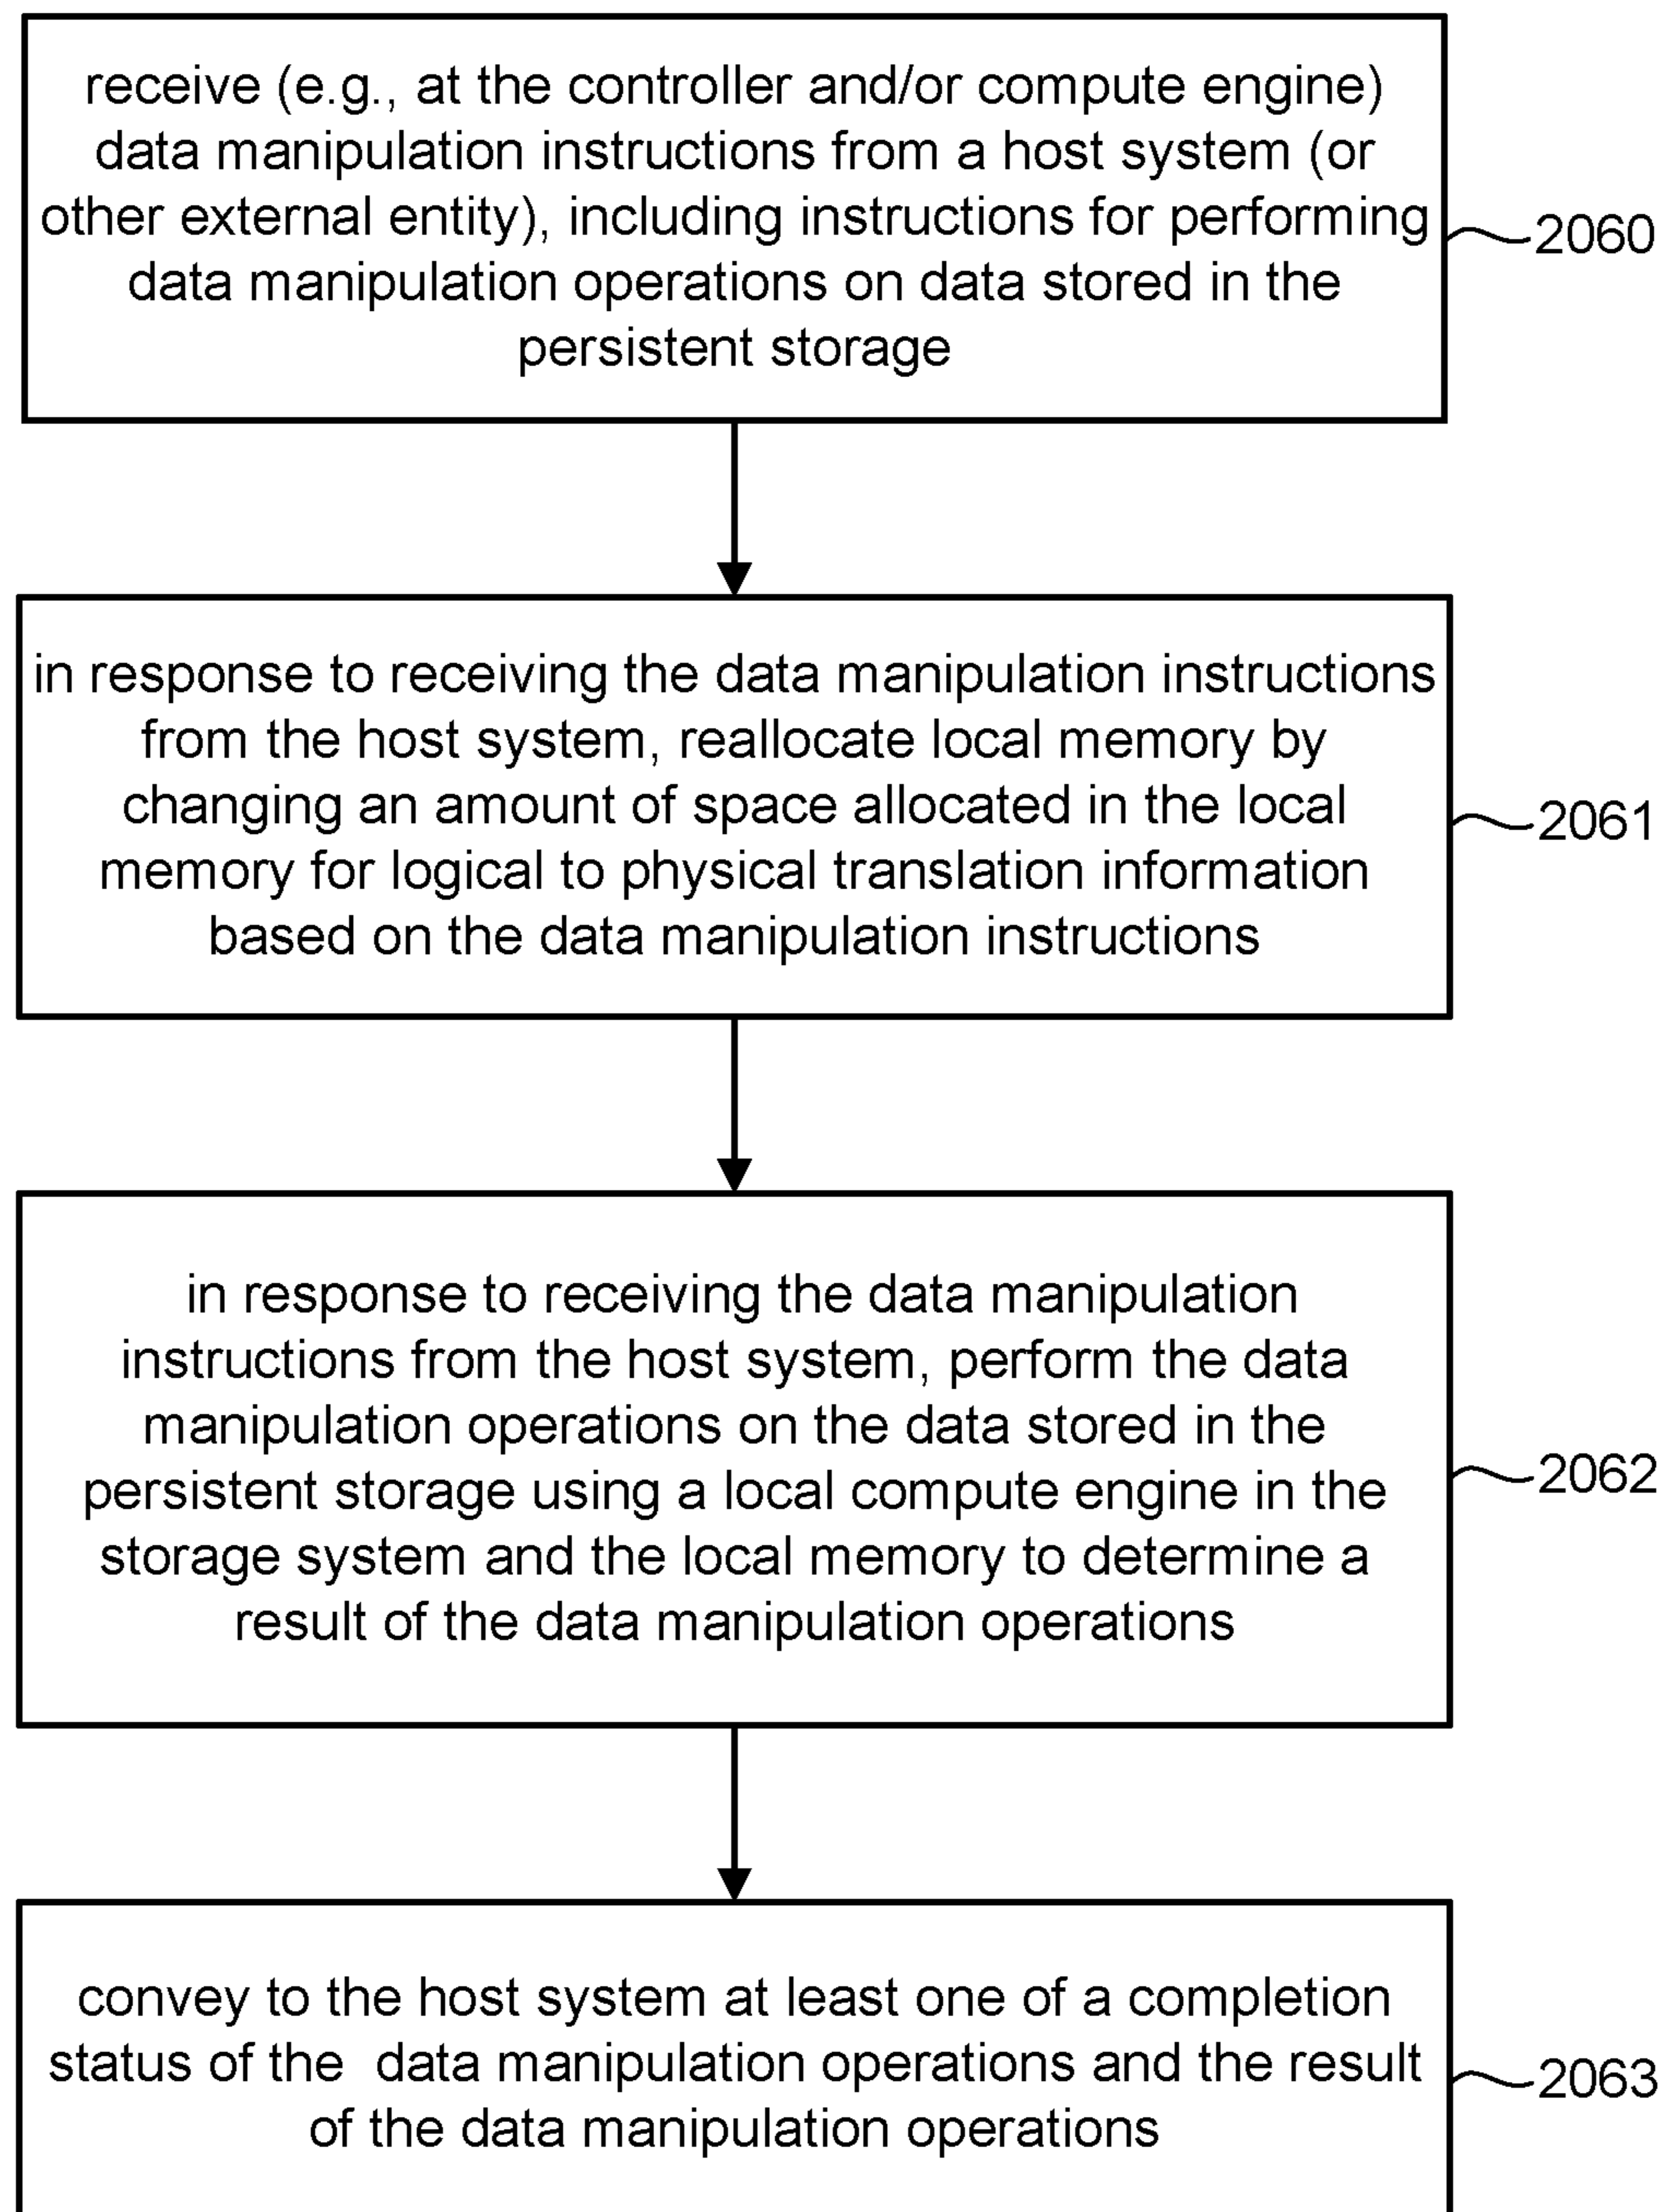 receive (e.g., at the controller and/or compute engine)
data manipulation instructions from a host system (or
other external entity), including instructions for performing
data manipulation operations on data stored in the
persistent storage
2060
in response to receiving the data manipulation instructions
from the host system, reallocate local memory by
changing an amount of space allocated in the local
memory for logical to physical translation information
based on the data manipulation instructions
2061
in response to receiving the data manipulation
instructions from the host system, perform the data
manipulation operations on the data stored in the
persistent storage using a local compute engine in the
storage system and the local memory to determine a
result of the data manipulation operations
2062
convey to the host system at least one of a completion
status of the  data manipulation operations and the result
of the data manipulation operations
2063